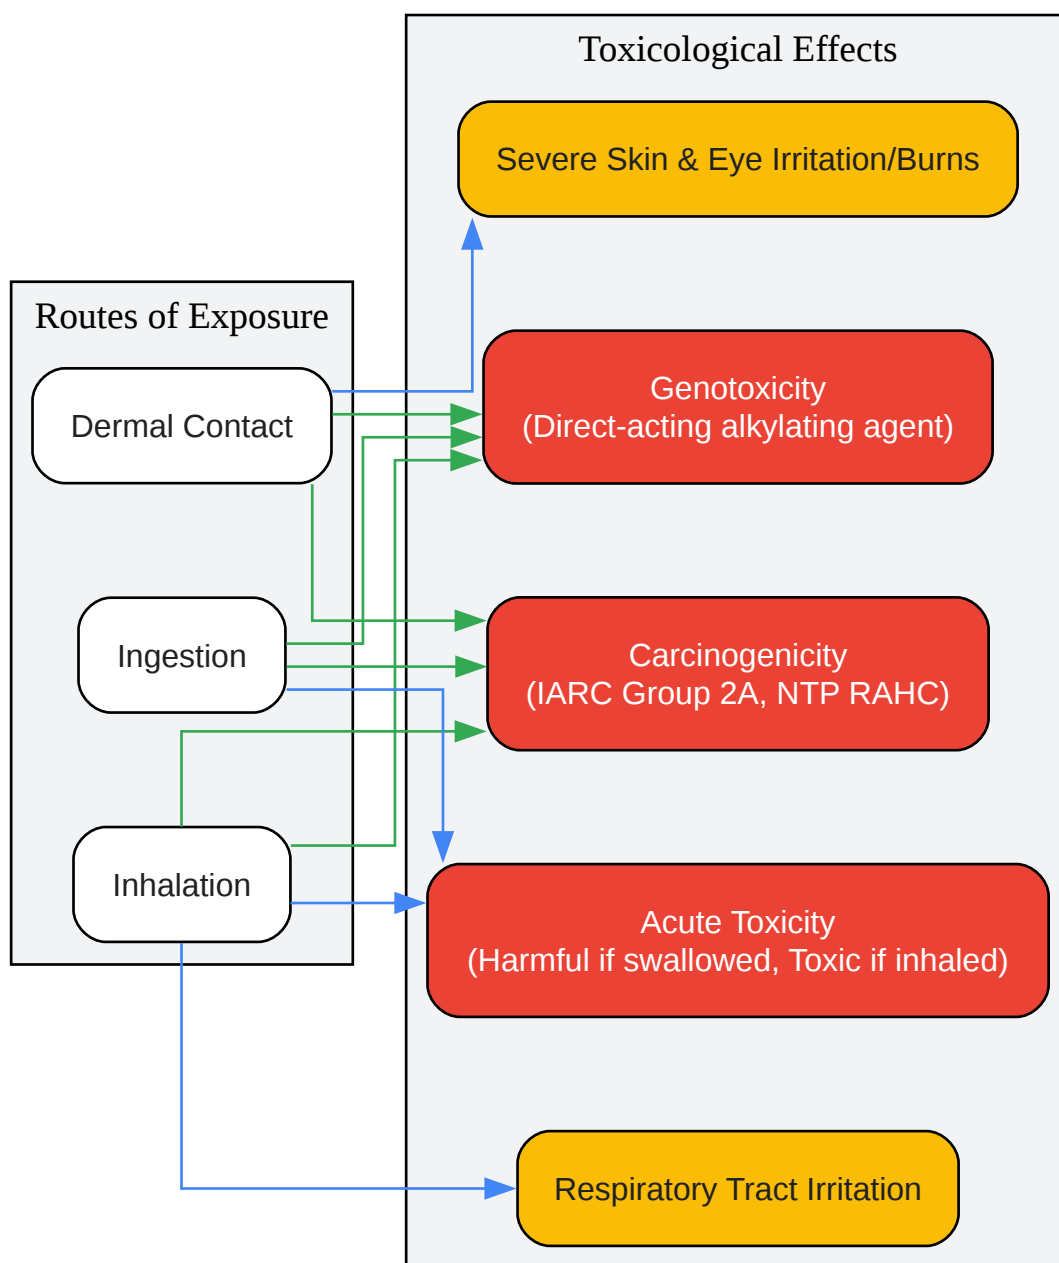 Toxicological Effects
Severe Skin & Eye Irritation/Burns
Routes of Exposure
Genotoxicity
(Direct-acting alkylating agent)
Dermal Contact
Ingestion
Carcinogenicity
(IARC Group 2A, NTP RAHC)
Inhalation
Acute Toxicity
(Harmful if swallowed, Toxic if inhaled)
Respiratory Tract Irritation